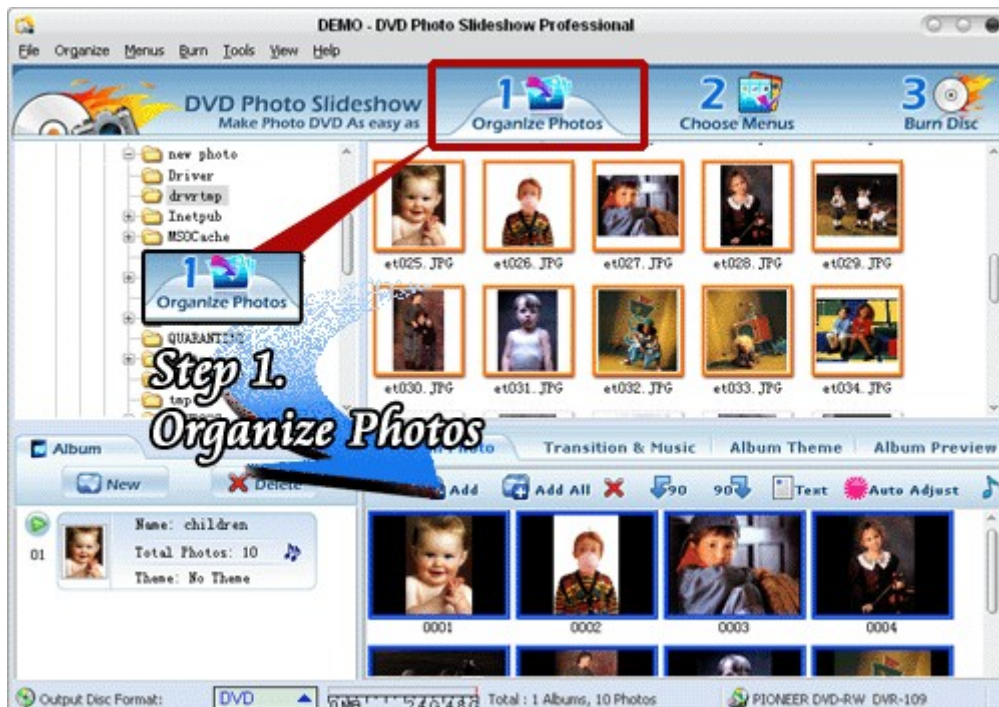 DEMO - DVD Photo Slideshow Professional
File Organize Menus Burn Tools View Help
DVD Photo Slideshow
Make Photo DVD As easy as
1
Organize Photos
2
Choose Menus
3
Burn Disc
new photo
Driver
drvrtmp
Inetpub
MSOCache
1
Organize Photos
tmp
et025.JPG et026.JPG et027.JPG et028.JPG et029.JPG
et030.JPG et031.JPG et032.JPG et033.JPG et034.JPG
Step 1.
Organize Photos
Album
Transition & Music Album Theme Album Preview
New Delete
Add Add All 90 90 Text Auto Adjust
01
Name: children
Total Photos: 10
Theme: No Theme
0001 0002 0003 0004
Output Disc Format: DVD
Total : 1 Albums, 10 Photos
PIONEER DVD-RW DVR-109